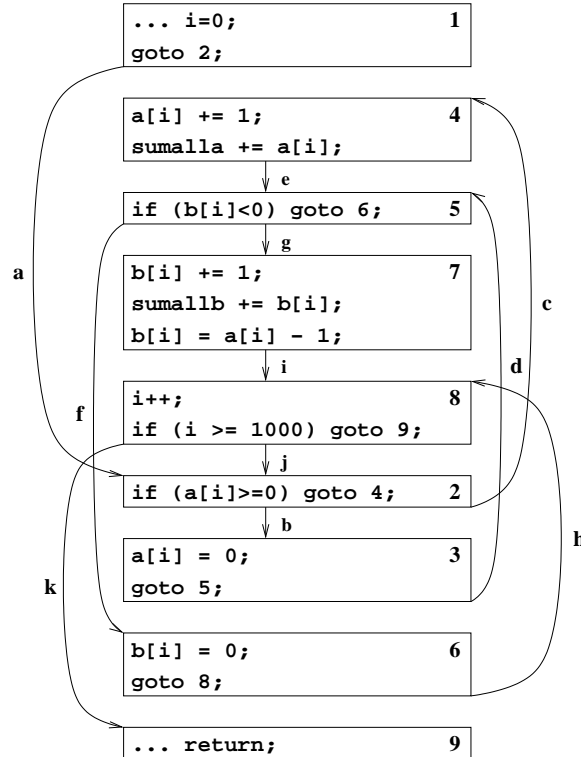 ... i=0; 1
goto 2;
a[i] += 1; 4
sumalla += a[i];
e
if (b[i]<0) goto 6; 5
g
a
b[i] += 1; 7
sumallb += b[i];
b[i] = a[i] - 1;
c
i
d
f
i++; 8
if (i >= 1000) goto 9;
j
if (a[i]>=0) goto 4; 2
b
h
a[i] = 0; 3
goto 5;
k
b[i] = 0; 6
goto 8;
... return; 9